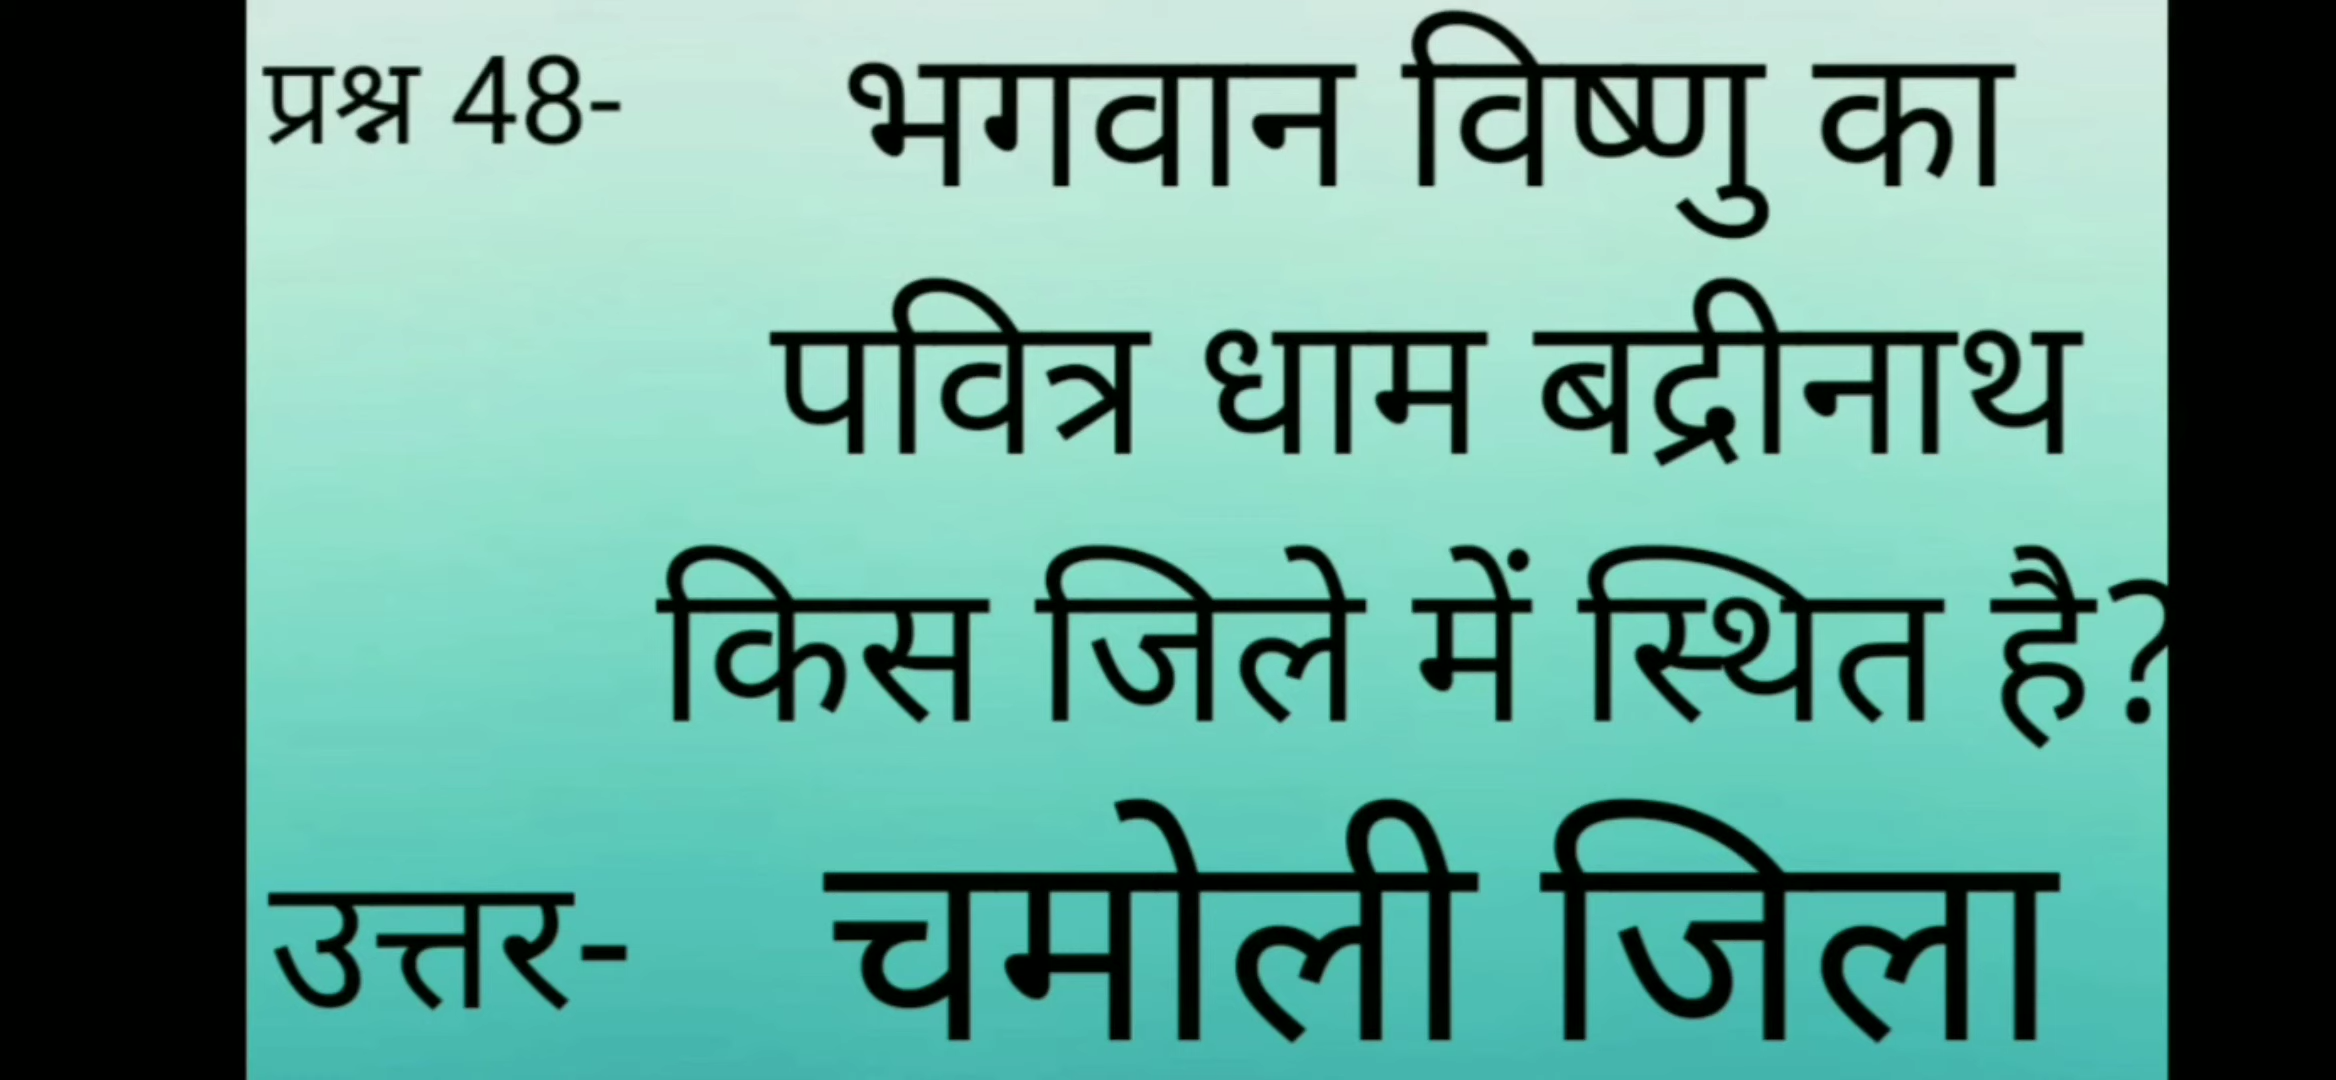 प्रश्न 48- भगवान विष्णु का
पवित्र धाम बद्रीनाथ
किस जिले में स्थित है?
उत्तर- चमोली जिला